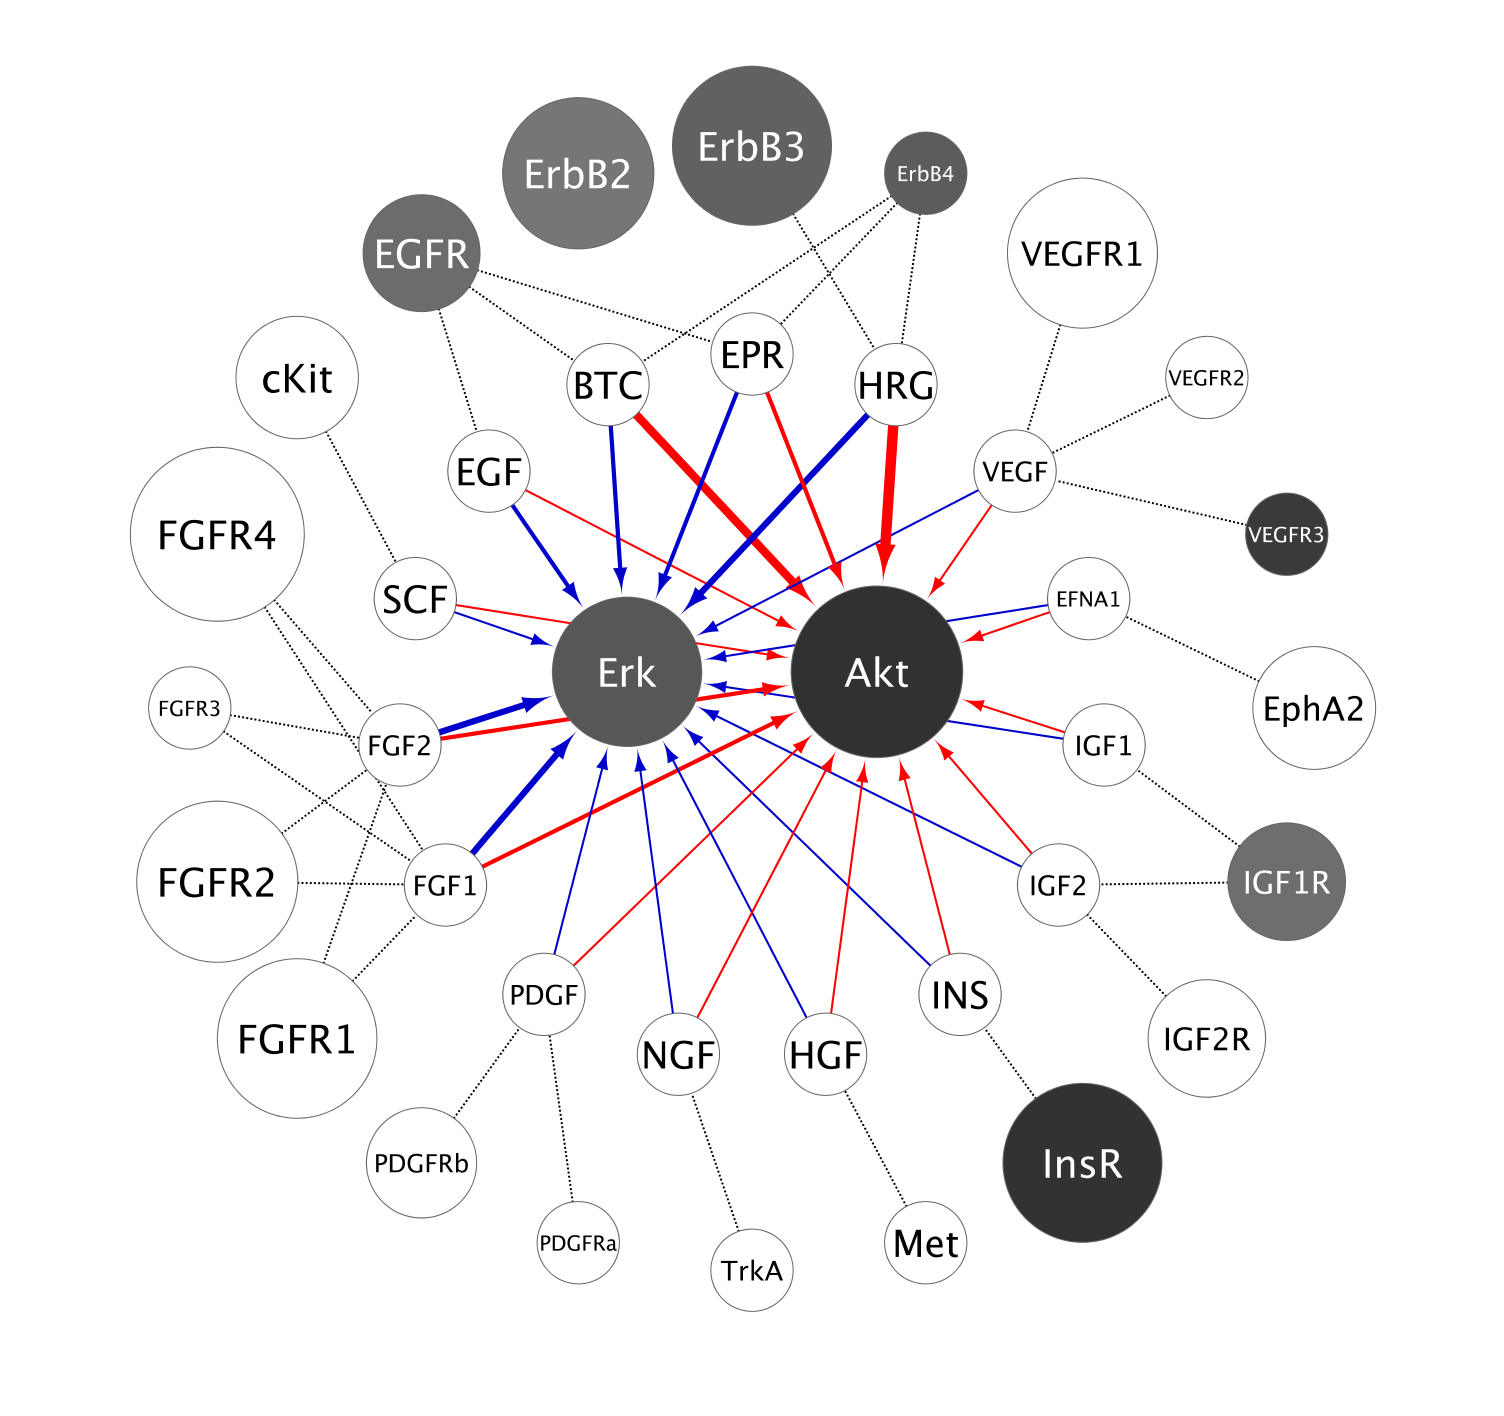 ErbB3
ErbB2
ErbB4
EGFR
VEGFR1
EPR
cKit
BTC
HRG
VEGFR2
EGF
VEGF
FGFR4
VEGFR3
SCF
EFNA1
Erk
Akt
FGFR3
EphA2
FGF2
IGF1
FGFR2
FGF1
IGF2
IGF1R
PDGF
INS
FGFR1
NGF
HGF
IGF2R
PDGFRb
InsR
PDGFRa
Met
TrkA